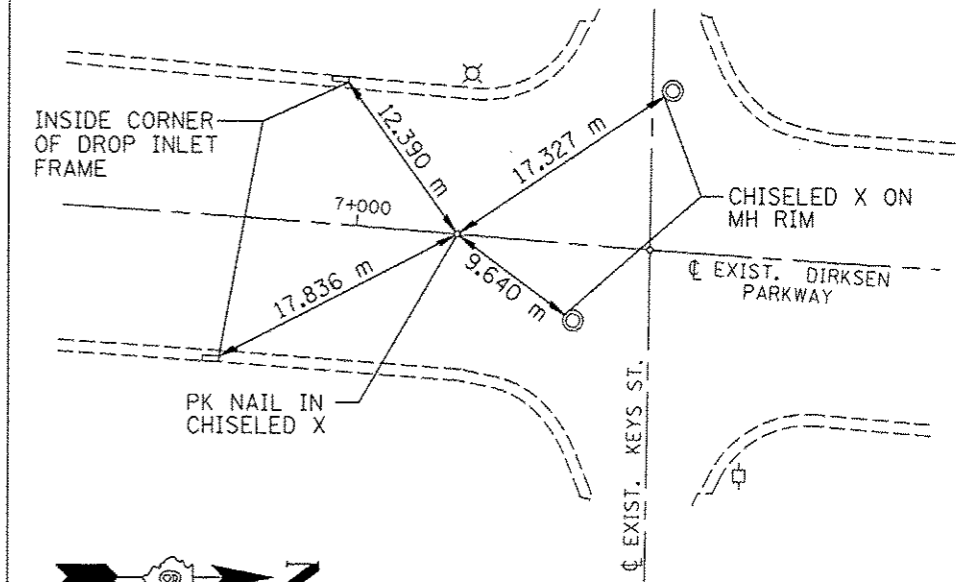 INSIDE CORNER
OF DROP INLET
FRAME
12.390 m
17.327 m
7+000
CHISELED X ON
MH RIM
17.836 m
9.640 m
℄ EXIST. DIRKSEN
PARKWAY
PK NAIL IN
CHISELED X
℄ EXIST. KEYS ST.
N